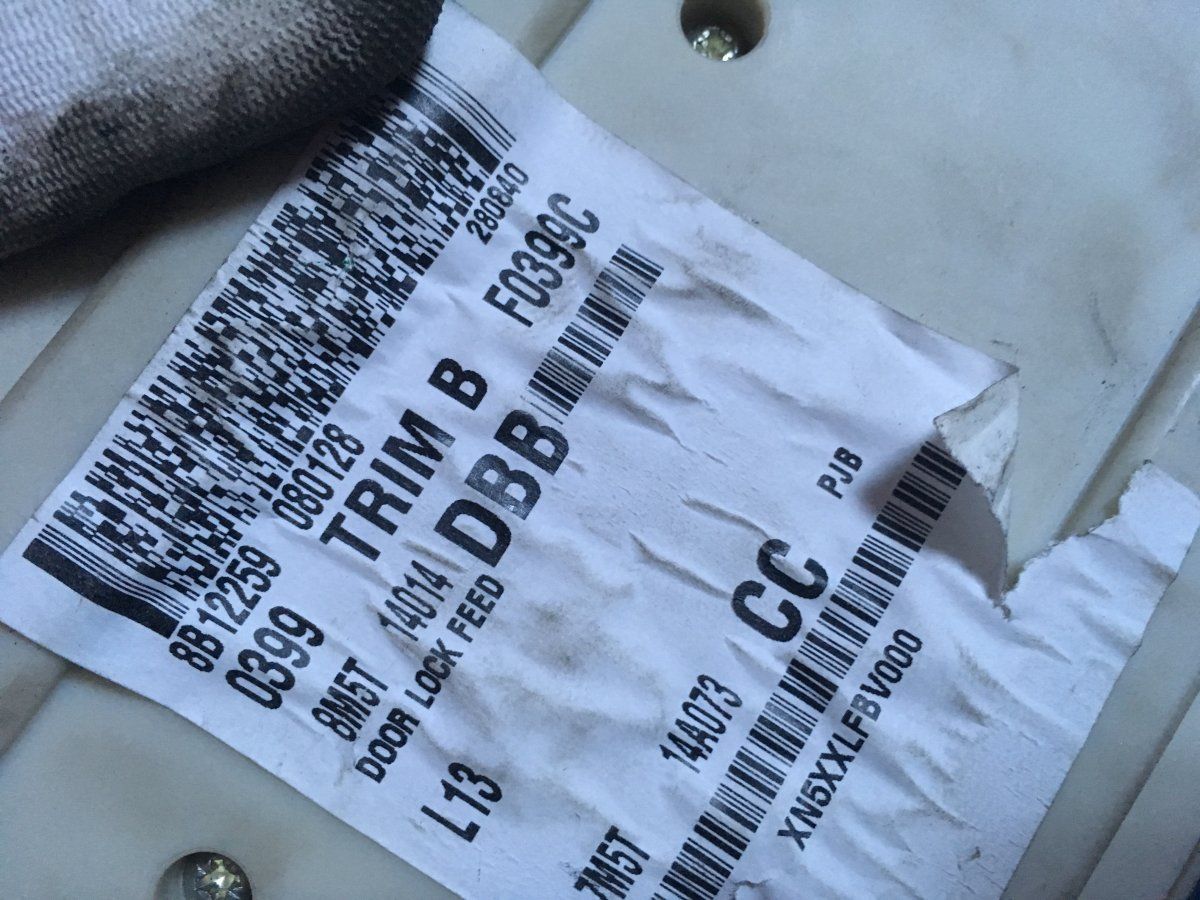 8B12259 080128 280840
0399 TRIM B F0399C
8M5T 14014 DBB
DOOR LOCK FEED
L13
7M5T 14A073 CC PJB
XN5XXLFBV000